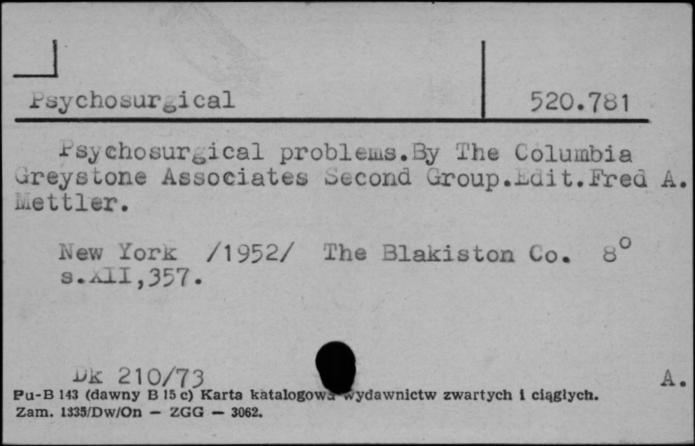 Psychosurgical 520.781
Psychosurgical problems.By The Columbia
Greystone Associates Second Group.Edit.Fred A.
Mettler.
New York /1952/ The Blakiston Co. 8°
s.XII,357.
Dk 210/73 A.
Pu-B 143 (dawny B 15 c) Karta katalogowa wydawnictw zwartych i ciągłych.
Zam. 1335/Dw/On — ZGG — 3062.